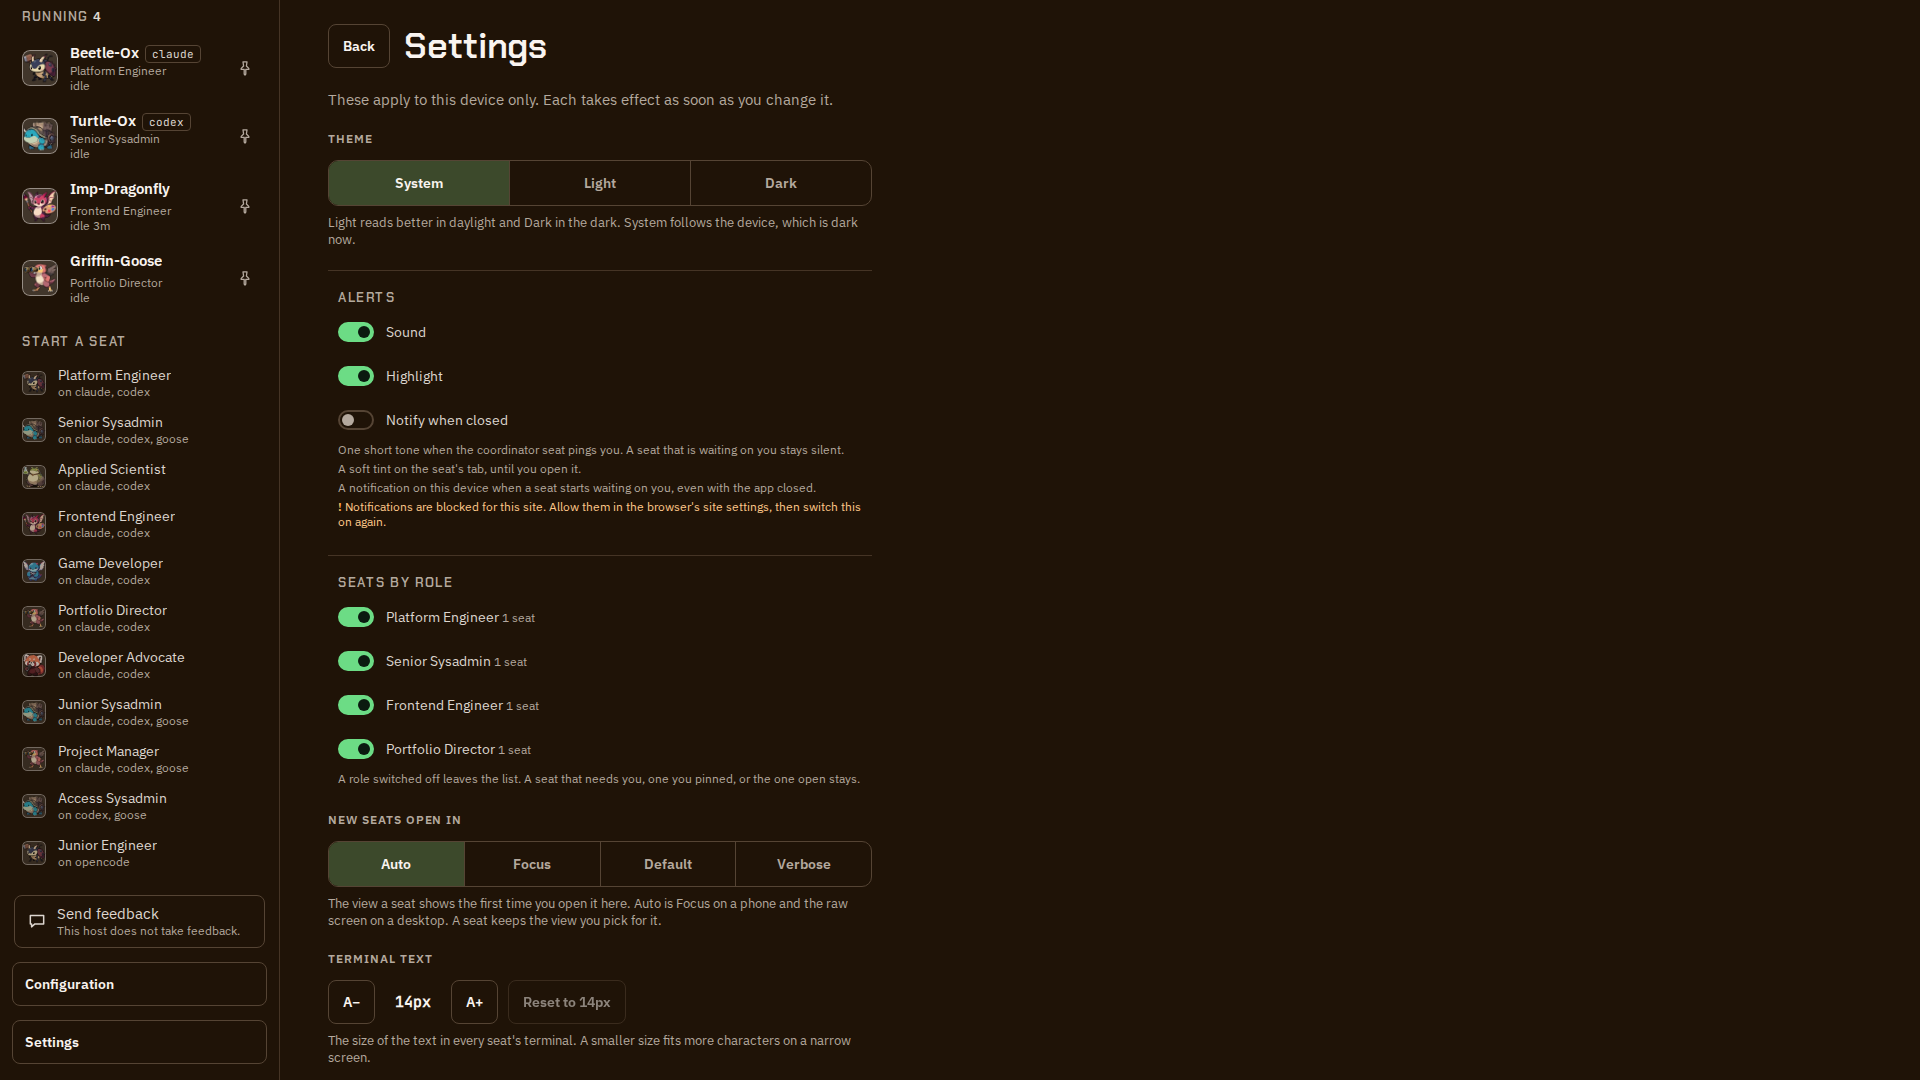 RUNNING 4
Beetle-Ox claude
Platform Engineer
idle
Turtle-Ox codex
Senior Sysadmin
idle
Imp-Dragonfly
Frontend Engineer
idle 3m
Griffin-Goose
Portfolio Director
idle
START A SEAT
Platform Engineer
on claude, codex
Senior Sysadmin
on claude, codex, goose
Applied Scientist
on claude, codex
Frontend Engineer
on claude, codex
Game Developer
on claude, codex
Portfolio Director
on claude, codex
Developer Advocate
on claude, codex
Junior Sysadmin
on claude, codex, goose
Project Manager
on claude, codex, goose
Access Sysadmin
on codex, goose
Junior Engineer
on opencode
Send feedback
This host does not take feedback.
Configuration
Settings
Back Settings
These apply to this device only. Each takes effect as soon as you change it.
THEME
System Light Dark
Light reads better in daylight and Dark in the dark. System follows the device, which is dark
now.
ALERTS
Sound
Highlight
Notify when closed
One short tone when the coordinator seat pings you. A seat that is waiting on you stays silent.
A soft tint on the seat's tab, until you open it.
A notification on this device when a seat starts waiting on you, even with the app closed.
! Notifications are blocked for this site. Allow them in the browser's site settings, then switch this
on again.
SEATS BY ROLE
Platform Engineer 1 seat
Senior Sysadmin 1 seat
Frontend Engineer 1 seat
Portfolio Director 1 seat
A role switched off leaves the list. A seat that needs you, one you pinned, or the one open stays.
NEW SEATS OPEN IN
Auto Focus Default Verbose
The view a seat shows the first time you open it here. Auto is Focus on a phone and the raw
screen on a desktop. A seat keeps the view you pick for it.
TERMINAL TEXT
A− 14px A+ Reset to 14px
The size of the text in every seat's terminal. A smaller size fits more characters on a narrow
screen.